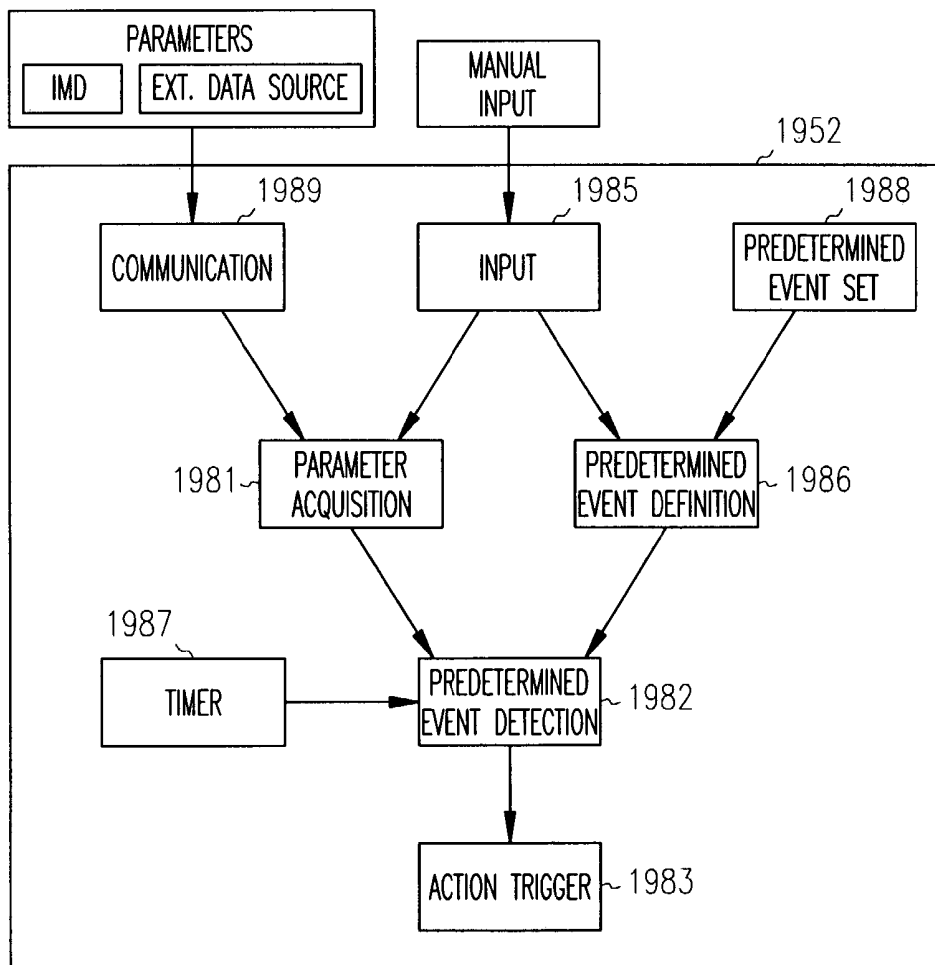 PARAMETERS
IMD
EXT. DATA SOURCE
MANUAL
INPUT
1952
1989
1985
1988
COMMUNICATION
INPUT
PREDETERMINED
EVENT SET
1981
PARAMETER
ACQUISITION
PREDETERMINED
EVENT DEFINITION
1986
1987
TIMER
PREDETERMINED
EVENT DETECTION
1982
ACTION TRIGGER
1983